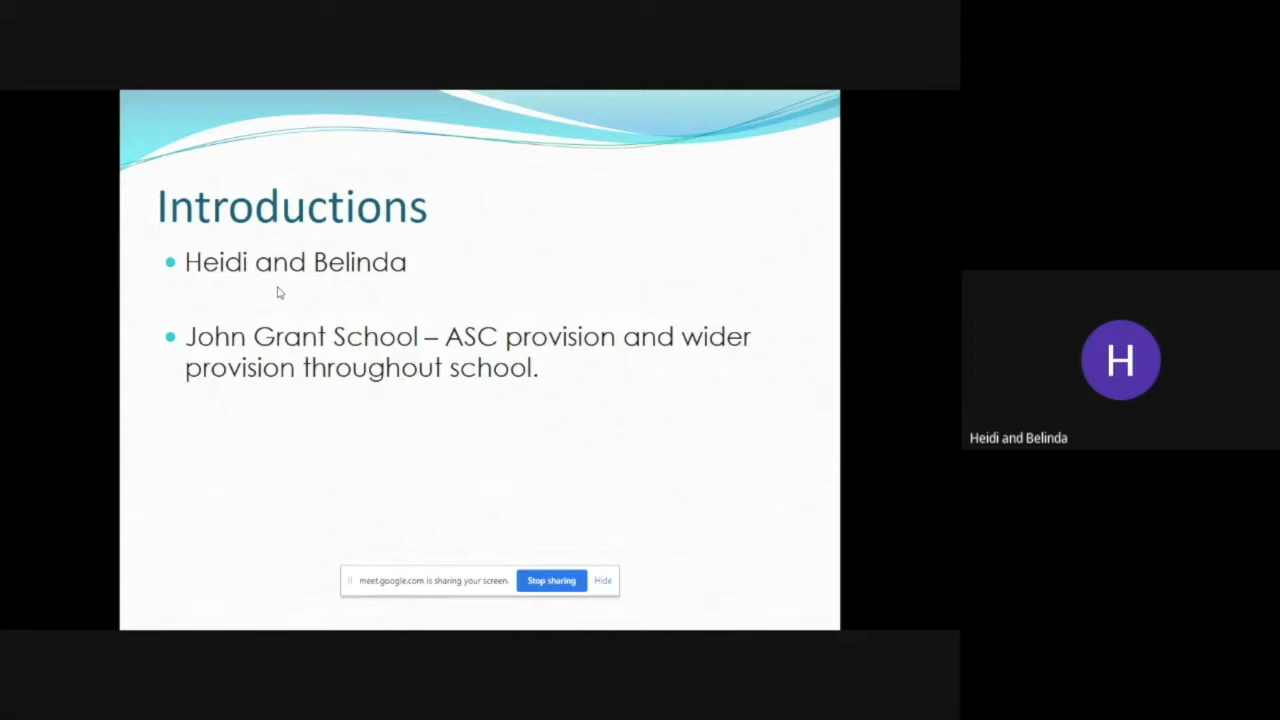 Introductions
Heidi and Belinda
John Grant School – ASC provision and wider
provision throughout school.
meet.google.com is sharing your screen. Stop sharing Hide
H
Heidi and Belinda